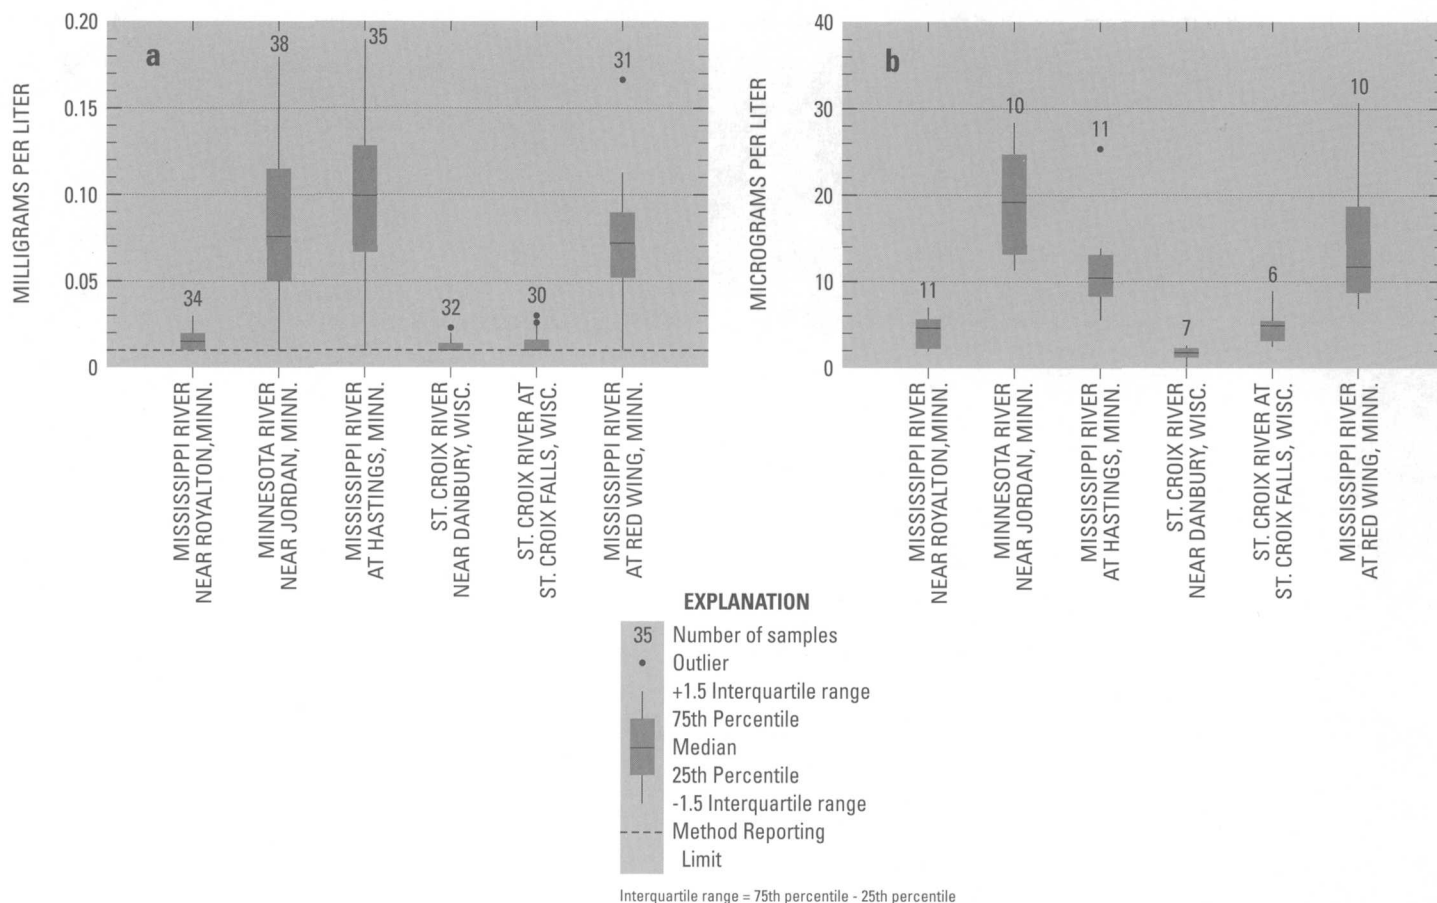 a
MILLIGRAMS PER LITER
0.20
0.15
0.10
0.05
0
34
38
35
32
30
31
MISSISSIPPI RIVER
NEAR ROYALTON,MINN.
MINNESOTA RIVER
NEAR JORDAN, MINN.
MISSISSIPPI RIVER
AT HASTINGS, MINN.
ST. CROIX RIVER
NEAR DANBURY, WISC.
ST. CROIX RIVER AT
ST. CROIX FALLS, WISC.
MISSISSIPPI RIVER
AT RED WING, MINN.
b
MICROGRAMS PER LITER
40
30
20
10
0
11
10
11
7
6
10
MISSISSIPPI RIVER
NEAR ROYALTON,MINN.
MINNESOTA RIVER
NEAR JORDAN, MINN.
MISSISSIPPI RIVER
AT HASTINGS, MINN.
ST. CROIX RIVER
NEAR DANBURY, WISC.
ST. CROIX RIVER AT
ST. CROIX FALLS, WISC.
MISSISSIPPI RIVER
AT RED WING, MINN.
EXPLANATION
35 Number of samples
Outlier
+1.5 Interquartile range
75th Percentile
Median
25th Percentile
-1.5 Interquartile range
Method Reporting
Limit
Interquartile range = 75th percentile - 25th percentile